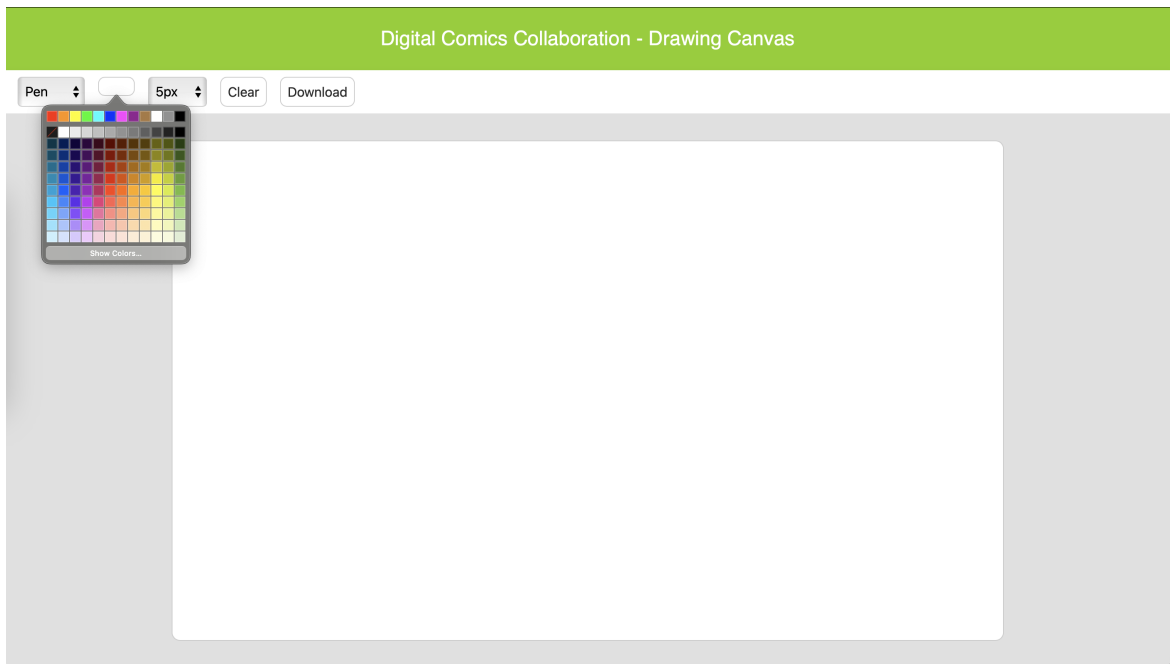 Digital Comics Collaboration - Drawing Canvas
Pen 5px Clear Download
Show Colors...